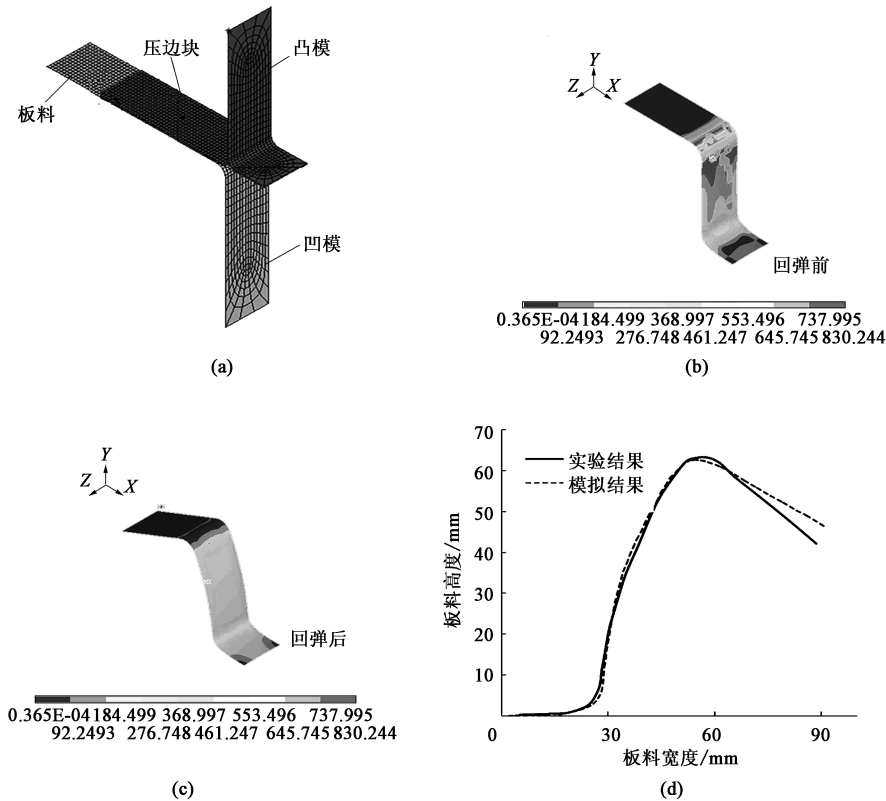 压边块
凸模
板料
凹模
(a)
Y
Z
X
回弹前
0.365E-04 184.499 368.997 553.496 737.995
92.2493 276.748 461.247 645.745 830.244
(b)
Y
Z
X
回弹后
0.365E-04 184.499 368.997 553.496 737.995
92.2493 276.748 461.247 645.745 830.244
(c)
70
60
50
40
30
20
10
板料高度/mm
实验结果
模拟结果
0 30 60 90
板料宽度/mm
(d)